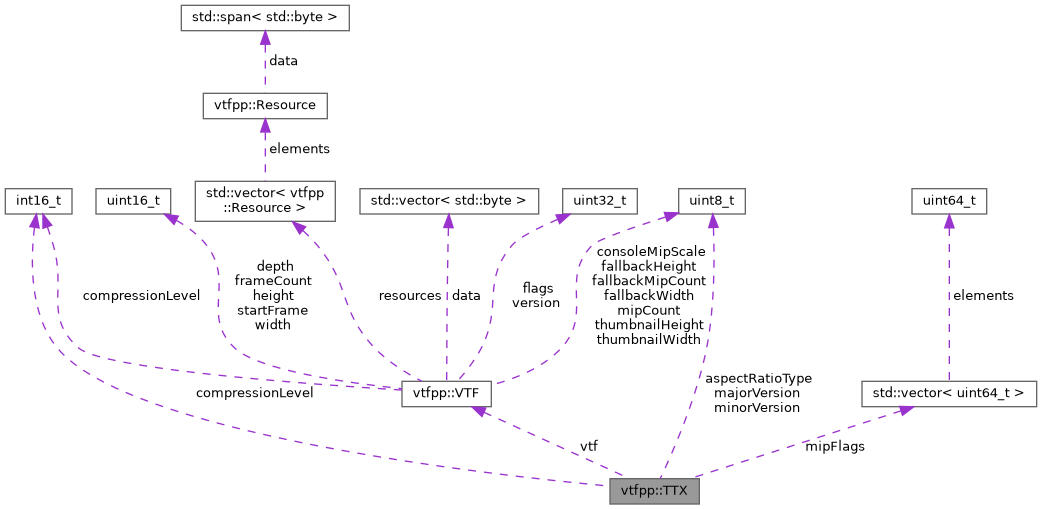 std::span< std::byte >
data
vtfpp::Resource
elements
int16_t
uint16_t
std::vector< vtfpp
::Resource >
std::vector< std::byte >
uint32_t
uint8_t
uint64_t
compressionLevel
depth
frameCount
height
startFrame
width
resources
data
flags
version
consoleMipScale
fallbackHeight
fallbackMipCount
fallbackWidth
mipCount
thumbnailHeight
thumbnailWidth
elements
compressionLevel
vtfpp::VTF
aspectRatioType
majorVersion
minorVersion
std::vector< uint64_t >
vtf
mipFlags
vtfpp::TTX